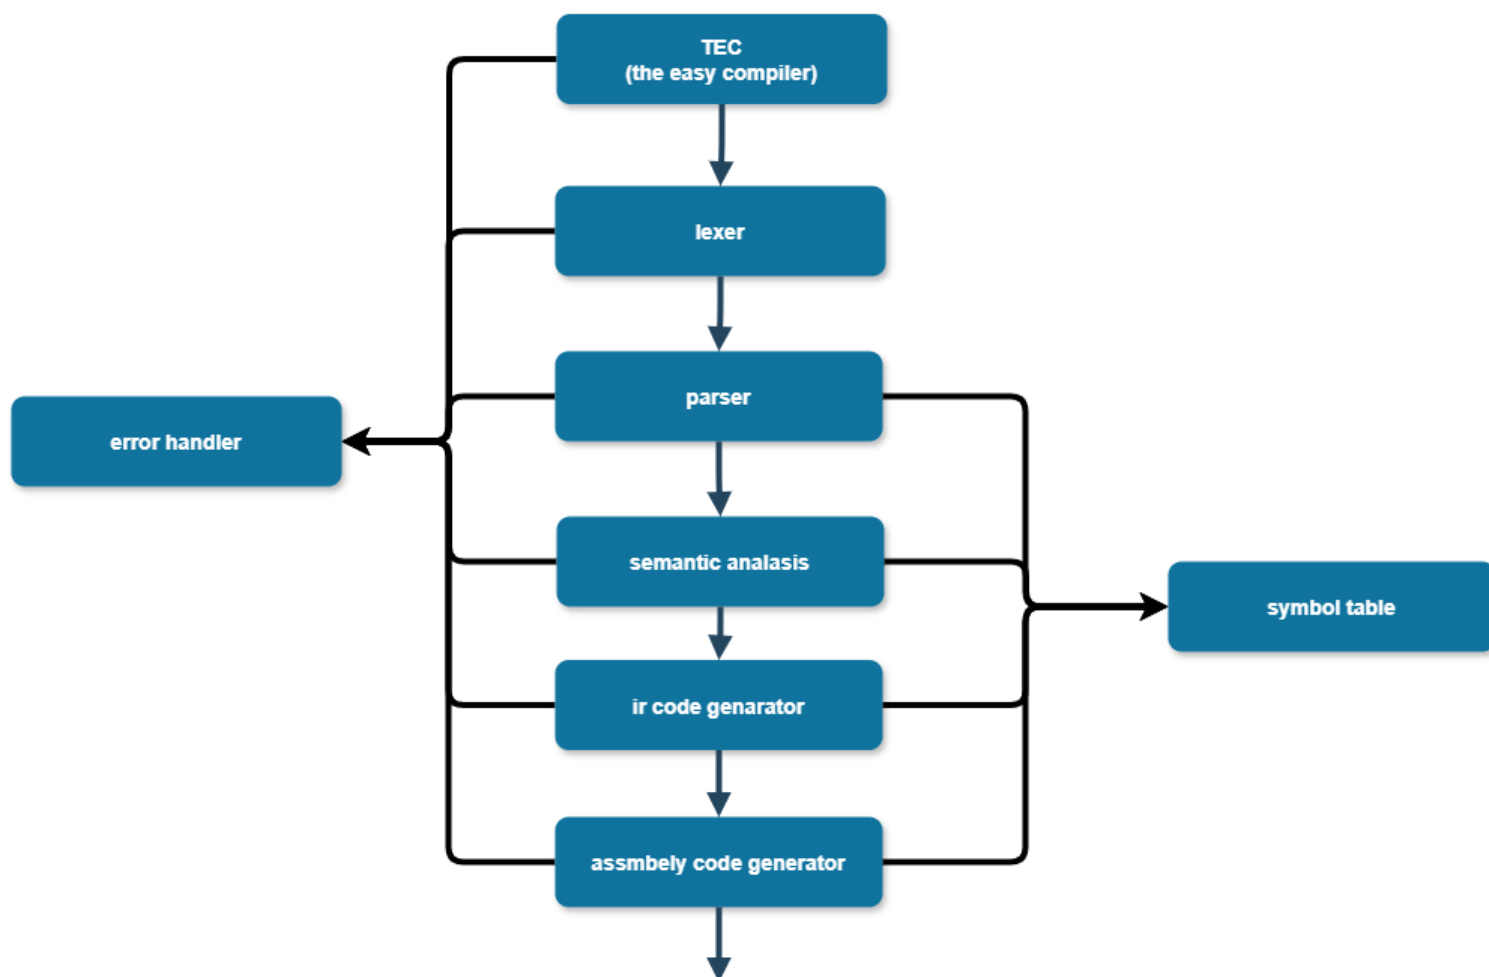 TEC
(the easy compiler)
lexer
parser
error handler
semantic analasis
symbol table
ir code genarator
assmbely code generator